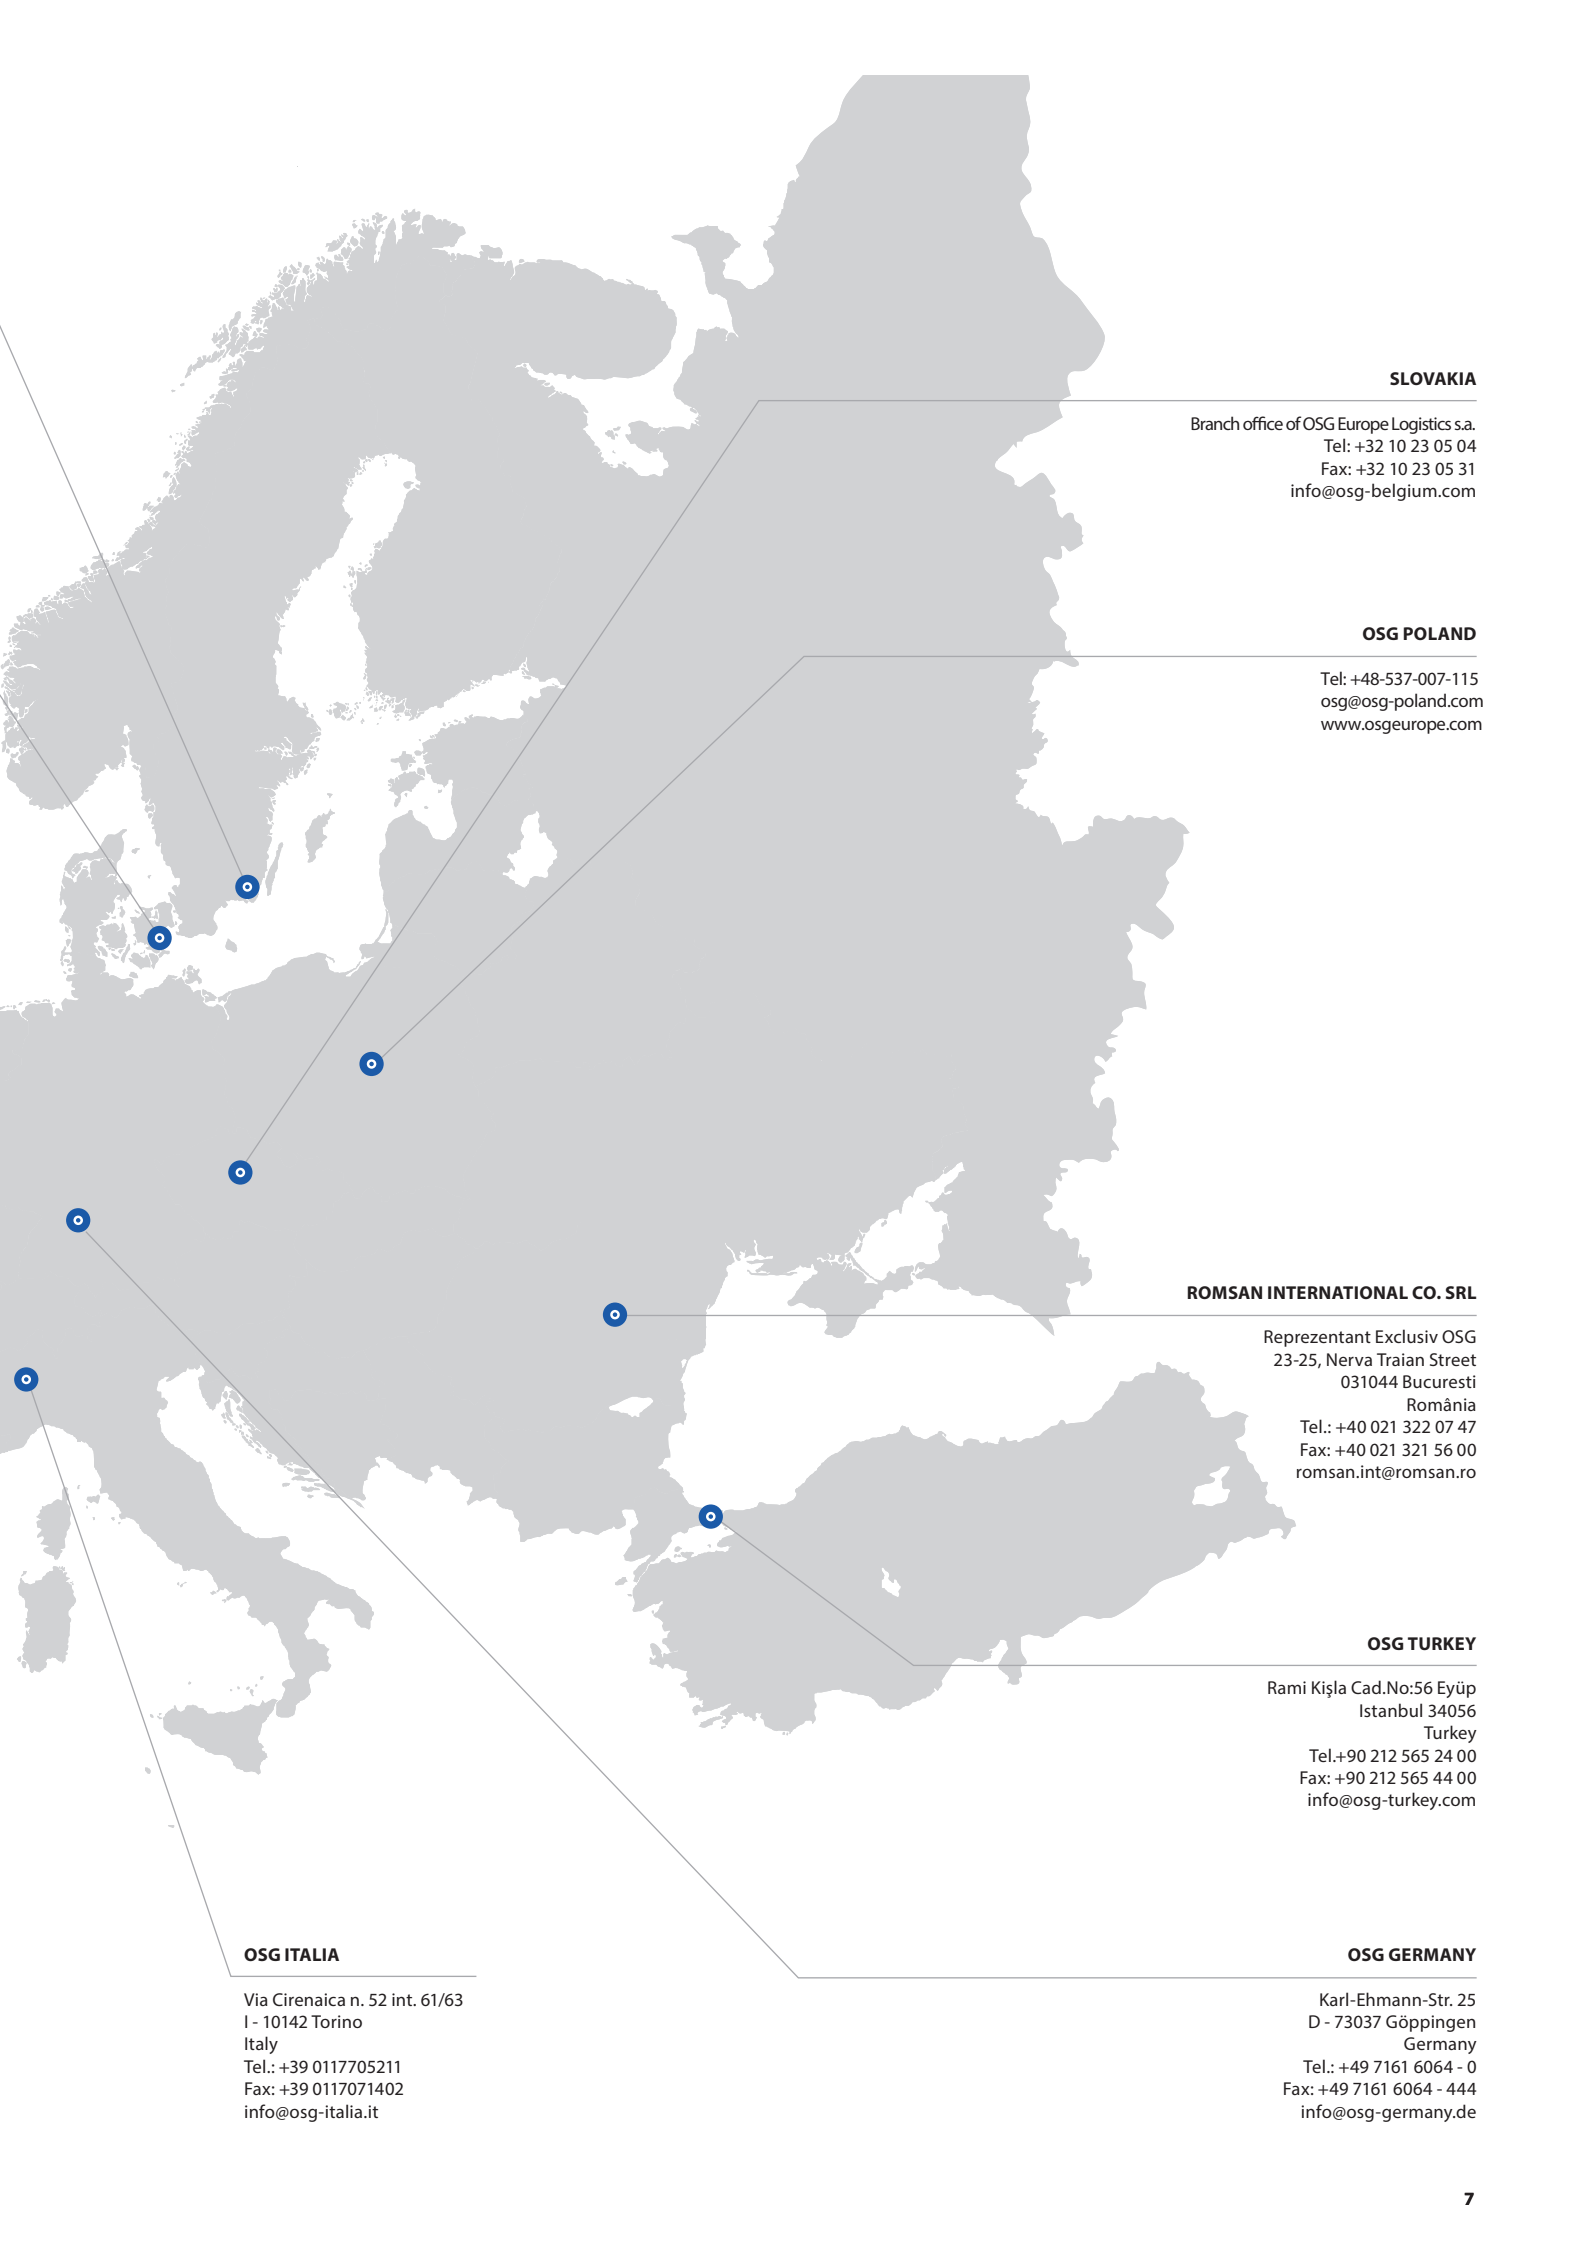 SLOVAKIA
Branch office of OSG Europe Logistics s.a.
Tel: +32 10 23 05 04
Fax: +32 10 23 05 31
info@osg-belgium.com
OSG POLAND
Tel: +48-537-007-115
osg@osg-poland.com
www.osgeurope.com
ROMSAN INTERNATIONAL CO. SRL
Reprezentant Exclusiv OSG
23-25, Nerva Traian Street
031044 Bucuresti
România
Tel.: +40 021 322 07 47
Fax: +40 021 321 56 00
romsan.int@romsan.ro
OSG TURKEY
Rami Kişla Cad.No:56 Eyüp
Istanbul 34056
Turkey
Tel.+90 212 565 24 00
Fax: +90 212 565 44 00
info@osg-turkey.com
OSG ITALIA
Via Cirenaica n. 52 int. 61/63
I - 10142 Torino
Italy
Tel.: +39 0117705211
Fax: +39 0117071402
info@osg-italia.it
OSG GERMANY
Karl-Ehmann-Str. 25
D - 73037 Göppingen
Germany
Tel.: +49 7161 6064 - 0
Fax: +49 7161 6064 - 444
info@osg-germany.de
7